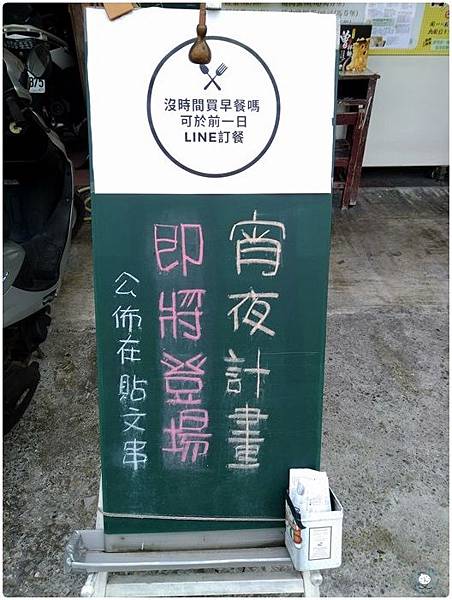 沒時間買早餐嗎
可於前一日
LINE訂餐
宵夜計畫
即將登場
公佈在貼文串